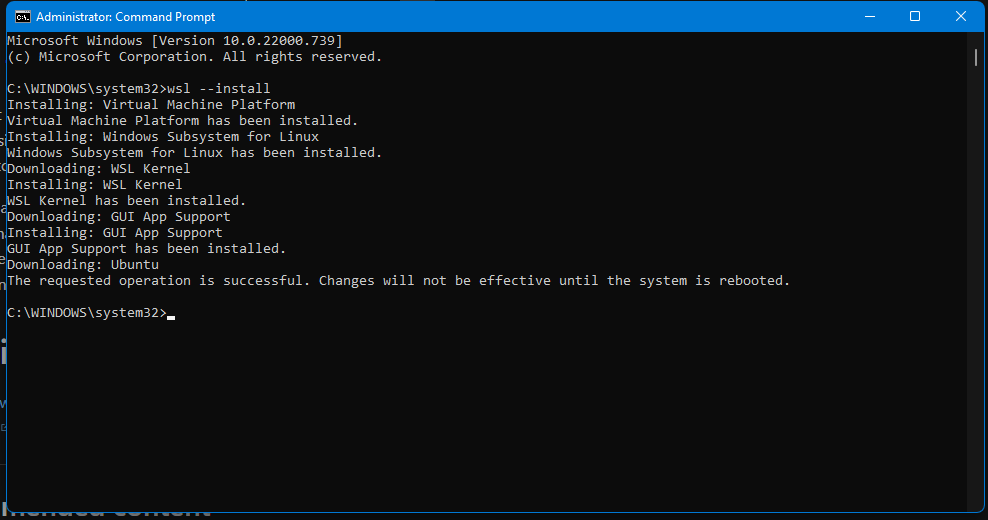 Administrator: Command Prompt
Microsoft Windows [Version 10.0.22000.739]
(c) Microsoft Corporation. All rights reserved.
C:\WINDOWS\system32>wsl --install
Installing: Virtual Machine Platform
Virtual Machine Platform has been installed.
Installing: Windows Subsystem for Linux
Windows Subsystem for Linux has been installed.
Downloading: WSL Kernel
Installing: WSL Kernel
WSL Kernel has been installed.
Downloading: GUI App Support
Installing: GUI App Support
GUI App Support has been installed.
Downloading: Ubuntu
The requested operation is successful. Changes will not be effective until the system is rebooted.
C:\WINDOWS\system32>